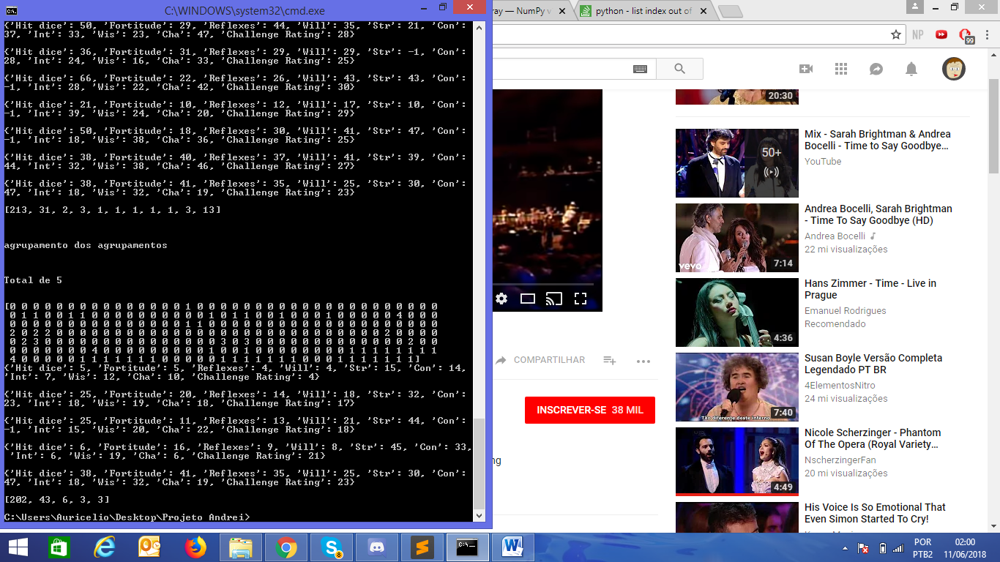 C:\WINDOWS\system32\cmd.exe
{'Hit dice': 50, 'Fortitude': 29, 'Reflexes': 44, 'Will': 35, 'Str': 21, 'Con':
37, 'Int': 33, 'Wis': 23, 'Cha': 47, 'Challenge Rating': 28}
{'Hit dice': 36, 'Fortitude': 31, 'Reflexes': 29, 'Will': 29, 'Str': -1, 'Con':
28, 'Int': 24, 'Wis': 16, 'Cha': 33, 'Challenge Rating': 25}
{'Hit dice': 66, 'Fortitude': 22, 'Reflexes': 26, 'Will': 43, 'Str': 43, 'Con':
-1, 'Int': 28, 'Wis': 22, 'Cha': 42, 'Challenge Rating': 30}
{'Hit dice': 21, 'Fortitude': 10, 'Reflexes': 12, 'Will': 17, 'Str': 10, 'Con':
-1, 'Int': 39, 'Wis': 24, 'Cha': 20, 'Challenge Rating': 29}
{'Hit dice': 50, 'Fortitude': 18, 'Reflexes': 30, 'Will': 41, 'Str': 47, 'Con':
-1, 'Int': 18, 'Wis': 38, 'Cha': 36, 'Challenge Rating': 25}
{'Hit dice': 38, 'Fortitude': 40, 'Reflexes': 37, 'Will': 41, 'Str': 39, 'Con':
44, 'Int': 32, 'Wis': 38, 'Cha': 46, 'Challenge Rating': 27}
{'Hit dice': 38, 'Fortitude': 41, 'Reflexes': 35, 'Will': 25, 'Str': 30, 'Con':
47, 'Int': 18, 'Wis': 32, 'Cha': 19, 'Challenge Rating': 23}
[213, 31, 2, 3, 1, 1, 1, 1, 1, 3, 13]
agrupamento dos agrupamentos
Total de 5
[0 0 0 0 0 0 0 0 0 0 0 0 0 0 0 1 0 0 0 0 0 0 0 0 0 0 0 0 0 0 0 0 0 0 0 0 0
0 1 1 0 0 1 1 0 0 0 0 0 0 0 0 0 0 1 0 1 1 0 0 1 0 0 0 1 0 0 0 0 0 4 0 0 0
0 0 0 0 0 0 0 0 0 0 0 0 0 0 0 1 1 0 0 0 0 0 0 0 0 0 0 0 0 0 0 0 0 0 0 0 0
2 0 2 2 0 0 0 0 0 0 0 0 0 0 0 0 0 0 0 0 0 0 0 0 0 0 0 0 0 0 0 0 2 0 0 0 0
0 2 3 0 0 0 0 0 0 0 0 0 0 0 0 0 0 0 3 0 3 0 0 0 0 0 0 0 0 0 0 0 0 0 2 0 0
0 0 0 0 0 0 0 4 0 0 0 0 0 0 0 0 0 1 0 0 1 0 0 0 0 0 0 0 0 1 1 1 1 1 1 1 1
4 0 0 0 0 0 1 1 1 1 1 1 1 0 0 0 0 0 1 1 1 1 1 1 1 0 0 0 1 1 1 1 1 1 1]
{'Hit dice': 5, 'Fortitude': 5, 'Reflexes': 4, 'Will': 4, 'Str': 15, 'Con': 14,
'Int': 7, 'Wis': 12, 'Cha': 10, 'Challenge Rating': 4}
{'Hit dice': 25, 'Fortitude': 20, 'Reflexes': 14, 'Will': 18, 'Str': 32, 'Con':
23, 'Int': 18, 'Wis': 19, 'Cha': 18, 'Challenge Rating': 17}
{'Hit dice': 25, 'Fortitude': 11, 'Reflexes': 13, 'Will': 21, 'Str': 44, 'Con':
-1, 'Int': 15, 'Wis': 20, 'Cha': 22, 'Challenge Rating': 18}
{'Hit dice': 6, 'Fortitude': 16, 'Reflexes': 9, 'Will': 8, 'Str': 45, 'Con': 33,
'Int': 6, 'Wis': 19, 'Cha': 6, 'Challenge Rating': 21}
{'Hit dice': 38, 'Fortitude': 41, 'Reflexes': 35, 'Will': 25, 'Str': 30, 'Con':
47, 'Int': 18, 'Wis': 32, 'Cha': 19, 'Challenge Rating': 23}
[202, 43, 6, 3, 3]
C:\Users\Auricelio\Desktop\Projeto Andrei>
ray — NumPy v
python - list index out of
NP
99
COMPARTILHAR
INSCREVER-SE 38 MIL
ng
20:30
50+
Mix - Sarah Brightman & Andrea
Bocelli - Time to Say Goodbye…
YouTube
vevo
7:14
Andrea Bocelli, Sarah Brightman
- Time To Say Goodbye (HD)
Andrea Bocelli
22 mi visualizações
4:36
Hans Zimmer - Time - Live in
Prague
Emanuel Rodrigues
Recomendado
Tão diferente deste inferno
7:40
Susan Boyle Versão Completa
Legendado PT BR
4ElementosNitro
24 mi visualizações
4:49
Nicole Scherzinger - Phantom
Of The Opera (Royal Variety…
NscherzingerFan
20 mi visualizações
His Voice Is So Emotional That
Even Simon Started To Cry!
POR
PTB2
02:00
11/06/2018